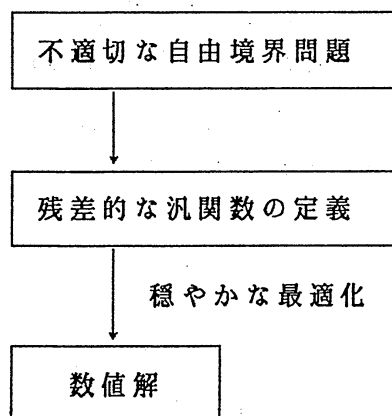 不適切な自由境界問題
残差的な汎関数の定義
穏やかな最適化
数値解